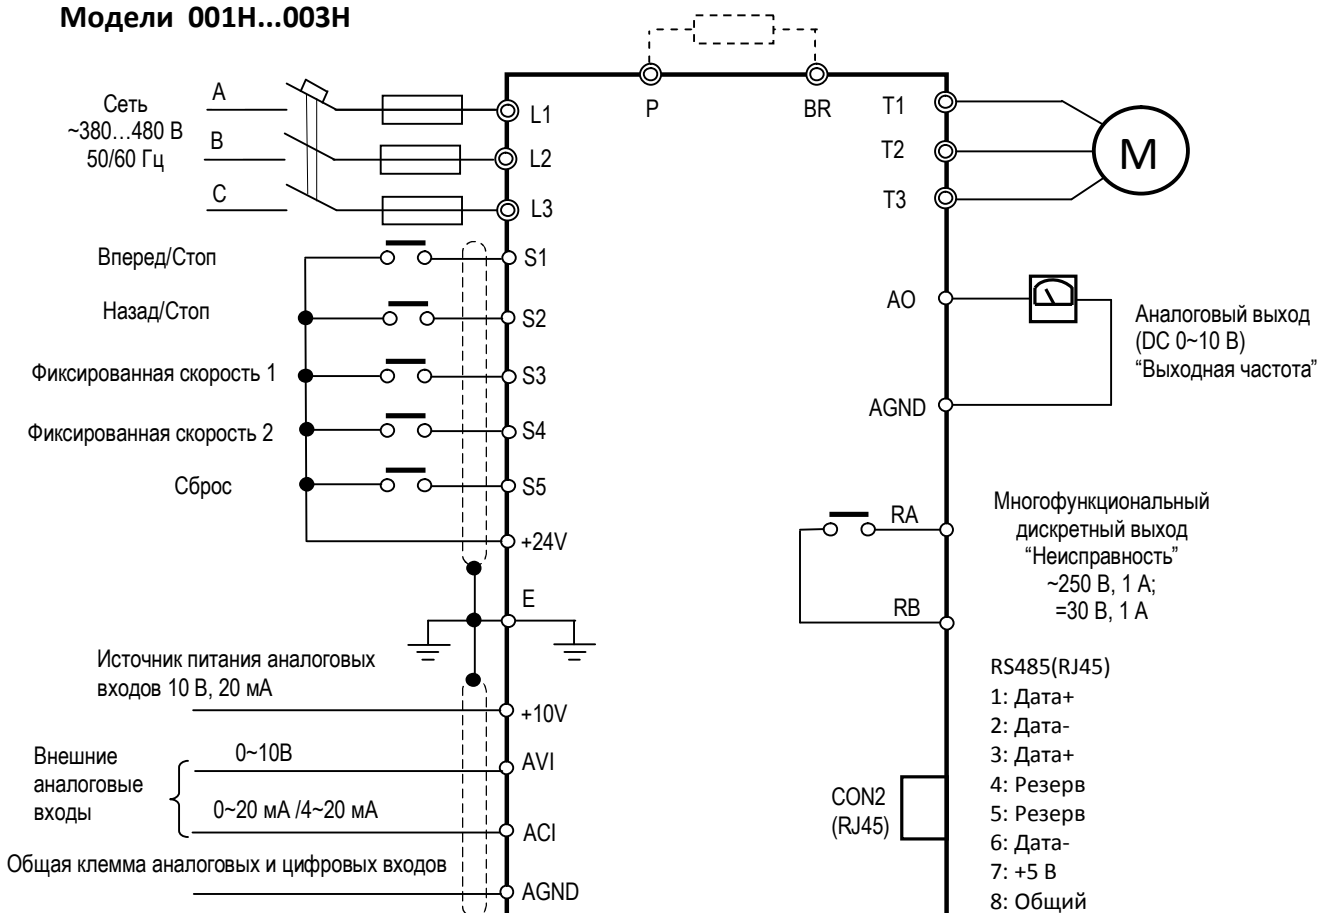 Модели 001H...003H
P
BR
Сеть
~380...480 В
50/60 Гц
A
B
C
L1
L2
L3
T1
T2
T3
M
Вперед/Стоп
S1
Назад/Стоп
S2
Фиксированная скорость 1
S3
Фиксированная скорость 2
S4
Сброс
S5
+24V
E
AO
AGND
Аналоговый выход
(DC 0~10 В)
“Выходная частота”
RA
RB
Многофункциональный
дискретный выход
“Неисправность”
~250 В, 1 А;
=30 В, 1 А
Источник питания аналоговых
входов 10 В, 20 мА
+10V
Внешние
аналоговые
входы
0~10В
AVI
0~20 мА /4~20 мА
ACI
Общая клемма аналоговых и цифровых входов
AGND
CON2
(RJ45)
RS485(RJ45)
1: Дата+
2: Дата-
3: Дата+
4: Резерв
5: Резерв
6: Дата-
7: +5 В
8: Общий